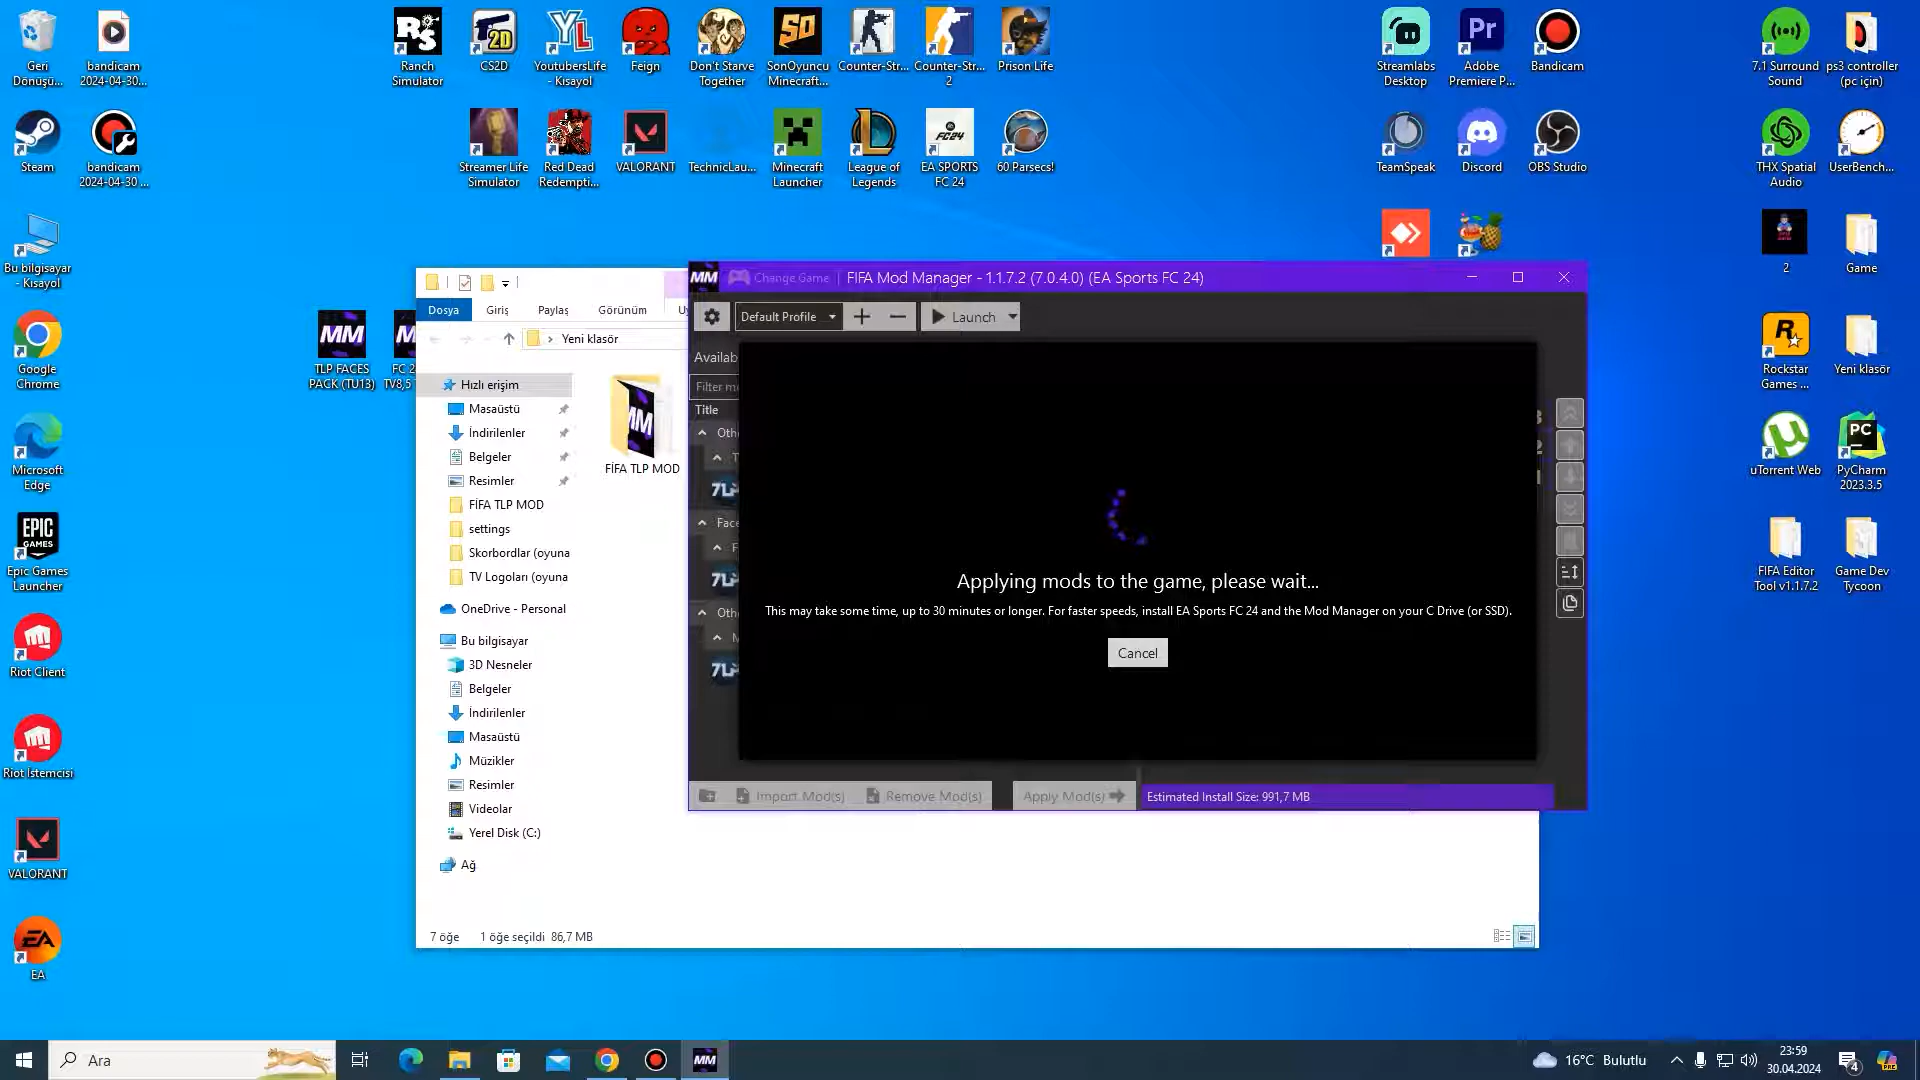 Geri
Dönüşü...
bandicam
2024-04-30...
Ranch
Simulator
CS2D
YoutubersLife
- Kısayol
Feign
Don't Starve
Together
SonOyuncu
Minecraft...
Counter-Str...
Counter-Str...
2
Prison Life
Streamlabs
Desktop
Adobe
Premiere P...
Bandicam
7.1 Surround
Sound
ps3 controller
(pc için)
Steam
bandicam
2024-04-30 ...
Streamer Life
Simulator
Red Dead
Redempti...
VALORANT
TechnicLau...
Minecraft
Launcher
League of
Legends
EA SPORTS
FC 24
60 Parsecs!
TeamSpeak
Discord
OBS Studio
THX Spatial
Audio
UserBench...
Bu bilgisayar
- Kısayol
2
Game
Google
Chrome
TLP FACES
PACK (TU13)
Rockstar
Games ...
Yeni klasör
Microsoft
Edge
uTorrent Web
PyCharm
2023.3.5
Epic Games
Launcher
FIFA Editor
Tool v1.1.7.2
Game Dev
Tycoon
Riot Client
Riot İstemcisi
VALORANT
EA
Dosya
Giriş
Paylaş
Görünüm
Yeni klasör
Hızlı erişim
Masaüstü
İndirilenler
Belgeler
Resimler
FİFA TLP MOD
settings
Skorbordlar (oyuna
TV Logoları (oyuna
OneDrive - Personal
Bu bilgisayar
3D Nesneler
Belgeler
İndirilenler
Masaüstü
Müzikler
Resimler
Videolar
Yerel Disk (C:)
Ağ
FİFA TLP MOD
7 öğe 1 öğe seçildi 86,7 MB
MM Change Game FIFA Mod Manager - 1.1.7.2 (7.0.4.0) (EA Sports FC 24)
Default Profile
Launch
Title
Applying mods to the game, please wait...
This may take some time, up to 30 minutes or longer. For faster speeds, install EA Sports FC 24 and the Mod Manager on your C Drive (or SSD).
Cancel
Import Mod(s)
Remove Mod(s)
Apply Mod(s)
Estimated Install Size: 991,7 MB
Ara
16°C Bulutlu
23:59
30.04.2024
4